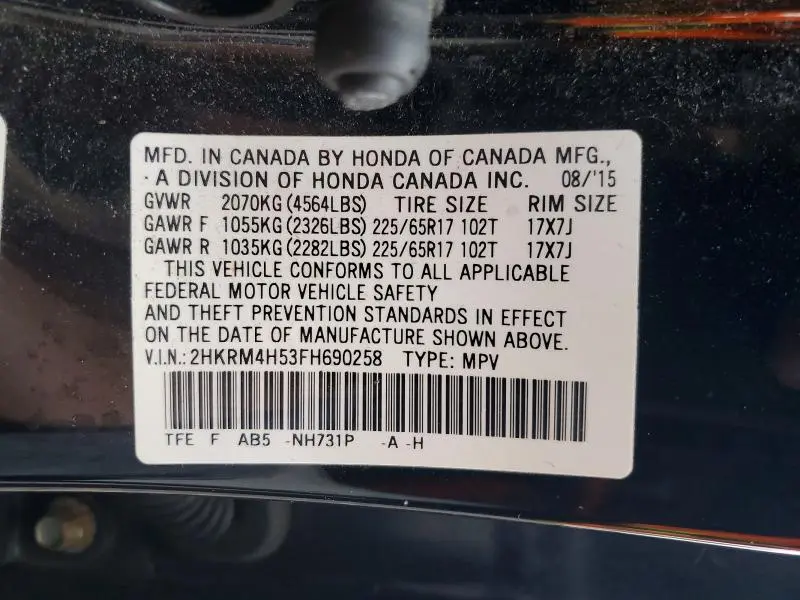 MFD. IN CANADA BY HONDA OF CANADA MFG.,
A DIVISION OF HONDA CANADA INC. 08/'15
GVWR 2070KG (4564LBS) TIRE SIZE RIM SIZE
GAWR F 1055KG (2326LBS) 225/65R17 102T 17X7J
GAWR R 1035KG (2282LBS) 225/65R17 102T 17X7J
THIS VEHICLE CONFORMS TO ALL APPLICABLE
FEDERAL MOTOR VEHICLE SAFETY
AND THEFT PREVENTION STANDARDS IN EFFECT
ON THE DATE OF MANUFACTURE SHOWN ABOVE.
V.I.N.: 2HKRM4H53FH690258 TYPE: MPV
TFE F AB5 -NH731P -A -H